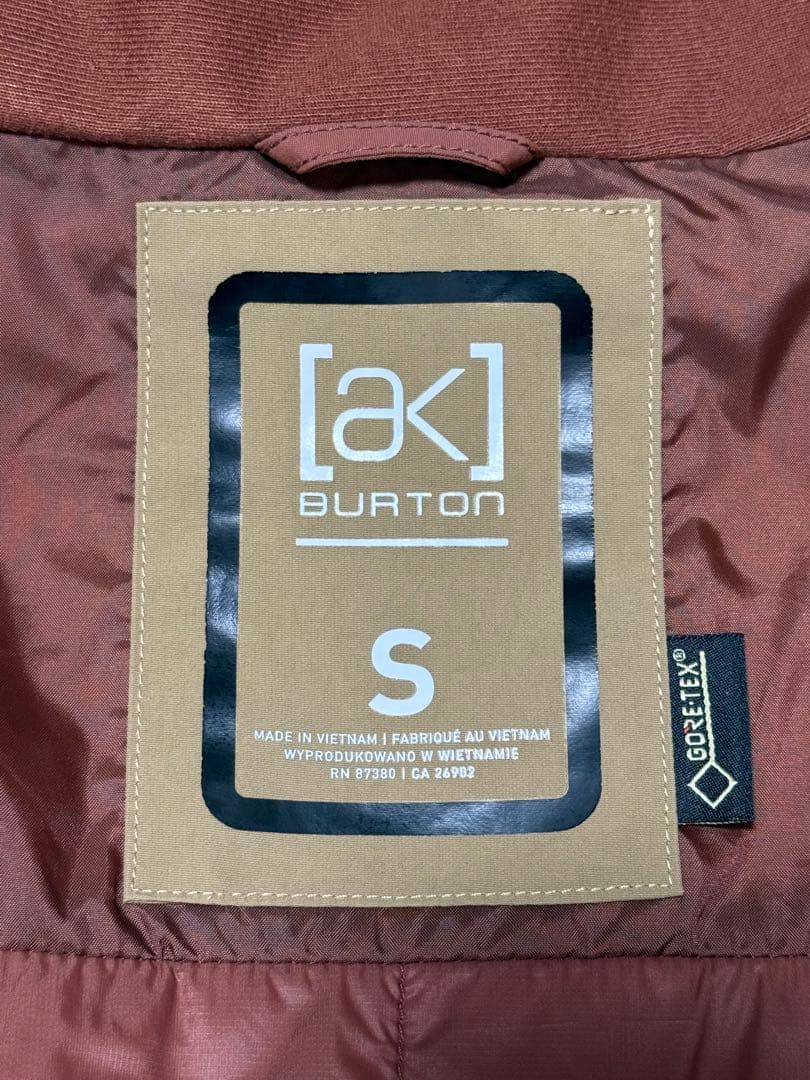 [ak]
BURTON
S
MADE IN VIETNAM | FABRIQUÉ AU VIETNAM
WYPRODUKOWANO W WIETNAMIE
RN 87380 | CA 26902
GORE-TEX®